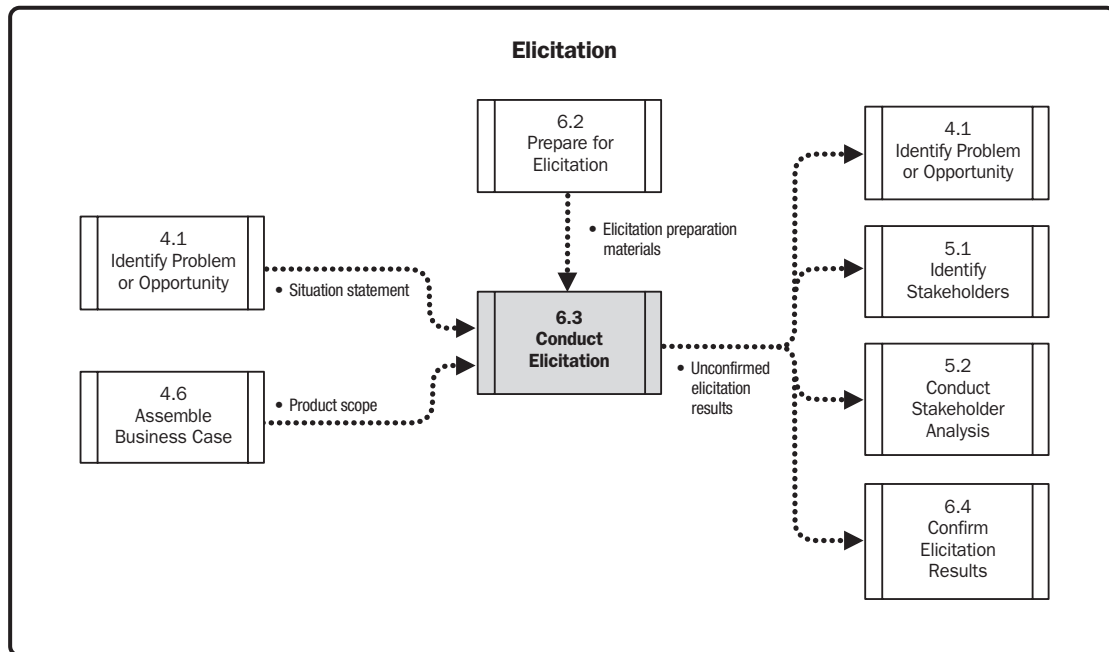 Elicitation
6.2
Prepare for
Elicitation
• Elicitation preparation
materials
4.1
Identify Problem
or Opportunity
• Situation statement
4.6
Assemble
Business Case
• Product scope
6.3
Conduct
Elicitation
• Unconfirmed
elicitation
results
4.1
Identify Problem
or Opportunity
5.1
Identify
Stakeholders
5.2
Conduct
Stakeholder
Analysis
6.4
Confirm
Elicitation
Results